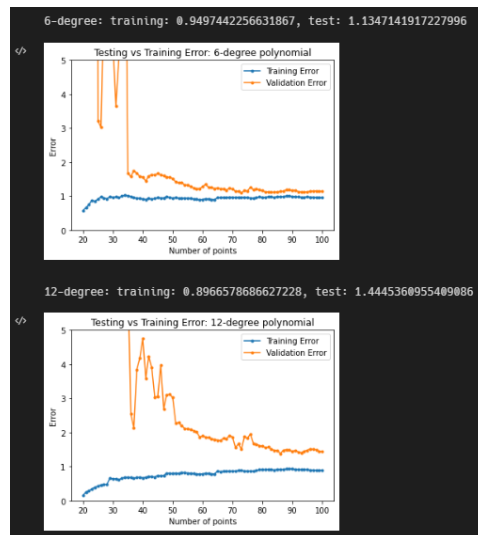 6-degree: training: 0.9497442256631867, test: 1.1347141917227996
</>
Testing vs Training Error: 6-degree polynomial
5
4
3
2
1
0
Error
Training Error
Validation Error
20 30 40 50 60 70 80 90 100
Number of points
12-degree: training: 0.8966578686627228, test: 1.4445360955409086
</>
Testing vs Training Error: 12-degree polynomial
5
4
3
2
1
0
Error
Training Error
Validation Error
20 30 40 50 60 70 80 90 100
Number of points